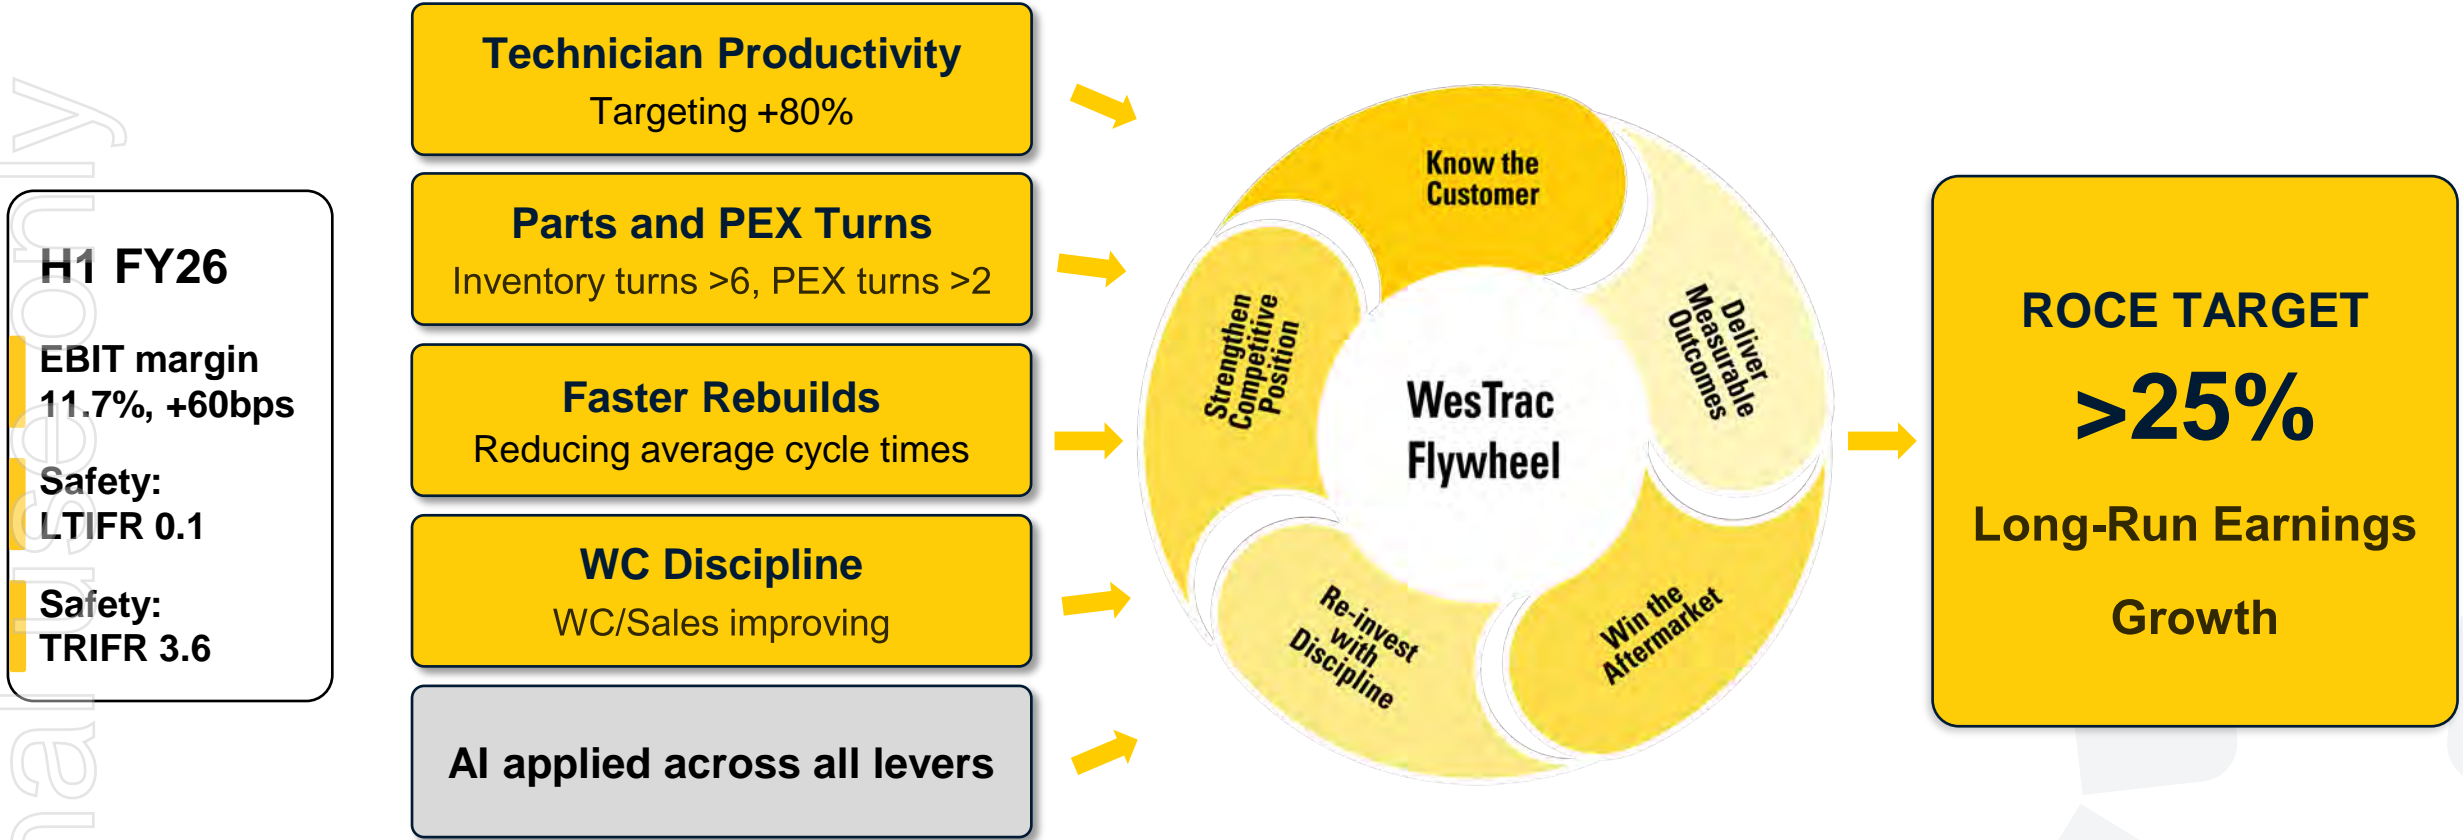 H1 FY26
EBIT margin
11.7%, +60bps
Safety:
LTIFR 0.1
Safety:
TRIFR 3.6
Technician Productivity
Targeting +80%
Parts and PEX Turns
Inventory turns >6, PEX turns >2
Faster Rebuilds
Reducing average cycle times
WC Discipline
WC/Sales improving
AI applied across all levers
Know the
Customer
Deliver
Measurable
Outcomes
Win the
Aftermarket
Re-invest
with
Discipline
Strengthen
Competitive
Position
WesTrac
Flywheel
ROCE TARGET
>25%
Long-Run Earnings
Growth
nal use only